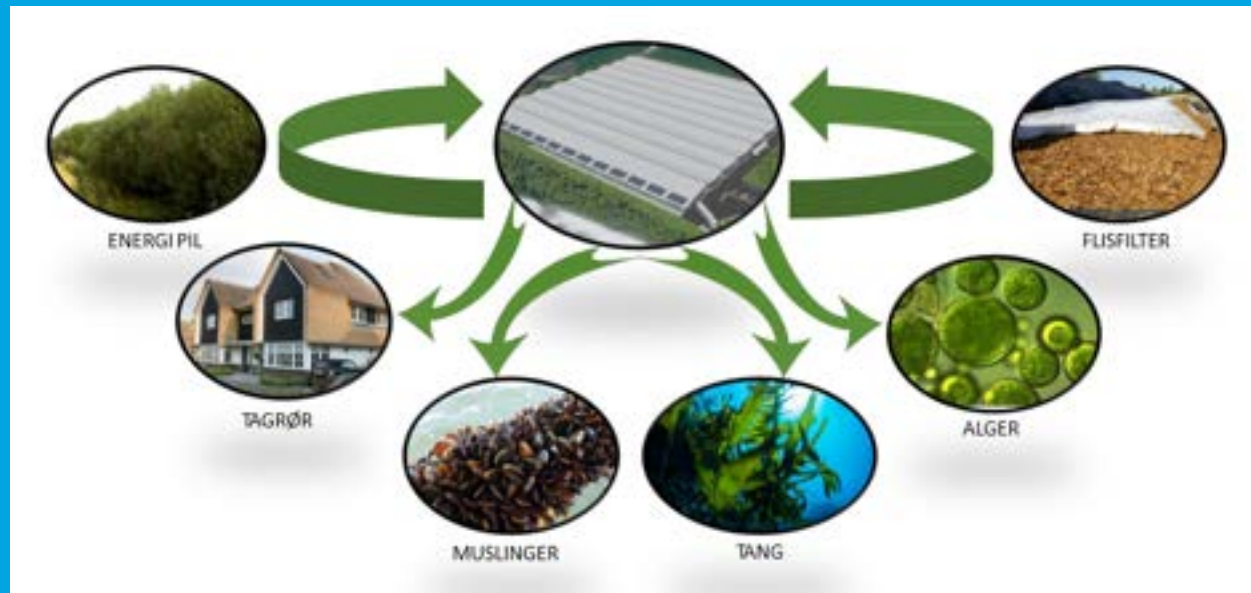 ENERGI PIL
FLISFILTER
TAGRØR
ALGER
MUSLINGER
TANG